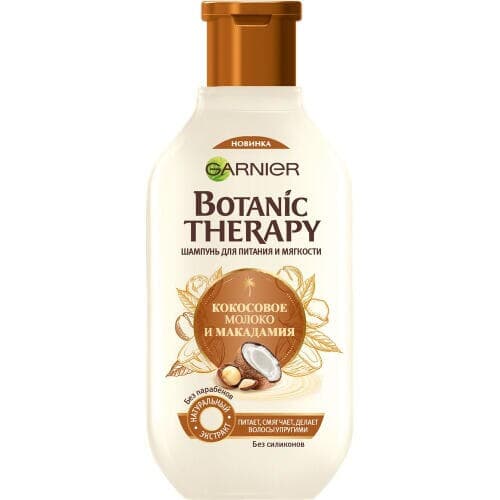 НОВИНКА
GARNIER
BOTANIC
THERAPY
ШАМПУНЬ ДЛЯ ПИТАНИЯ И МЯГКОСТИ
КОКОСОВОЕ
МОЛОКО
И МАКАДАМИЯ
Без парабенов
НАТУРАЛЬНЫЙ
ЭКСТРАКТ
ПИТАЕТ, СМЯГЧАЕТ, ДЕЛАЕТ
ВОЛОСЫ УПРУГИМИ
Без силиконов